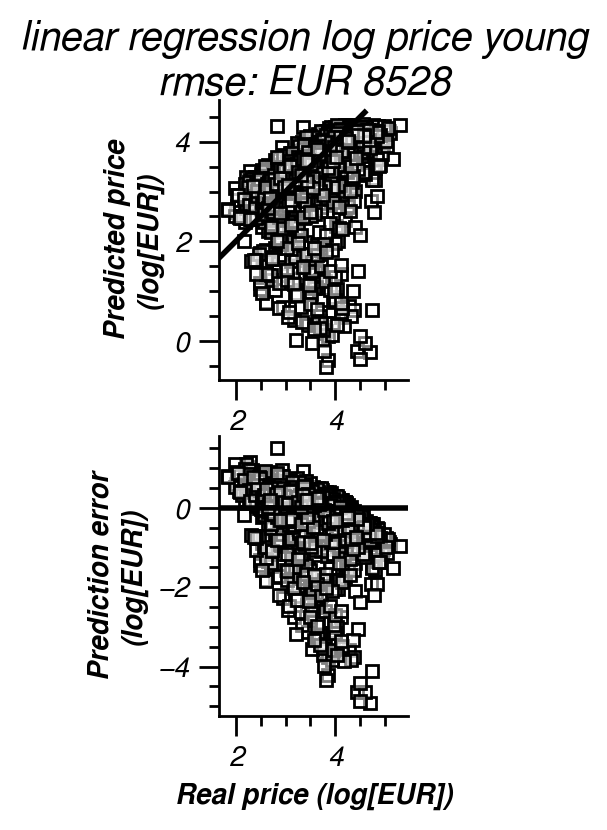 linear regression log price young
rmse: EUR 8528
Predicted price
(log[EUR])
4
2
0
2 4
Prediction error
(log[EUR])
0
−2
−4
2 4
Real price (log[EUR])